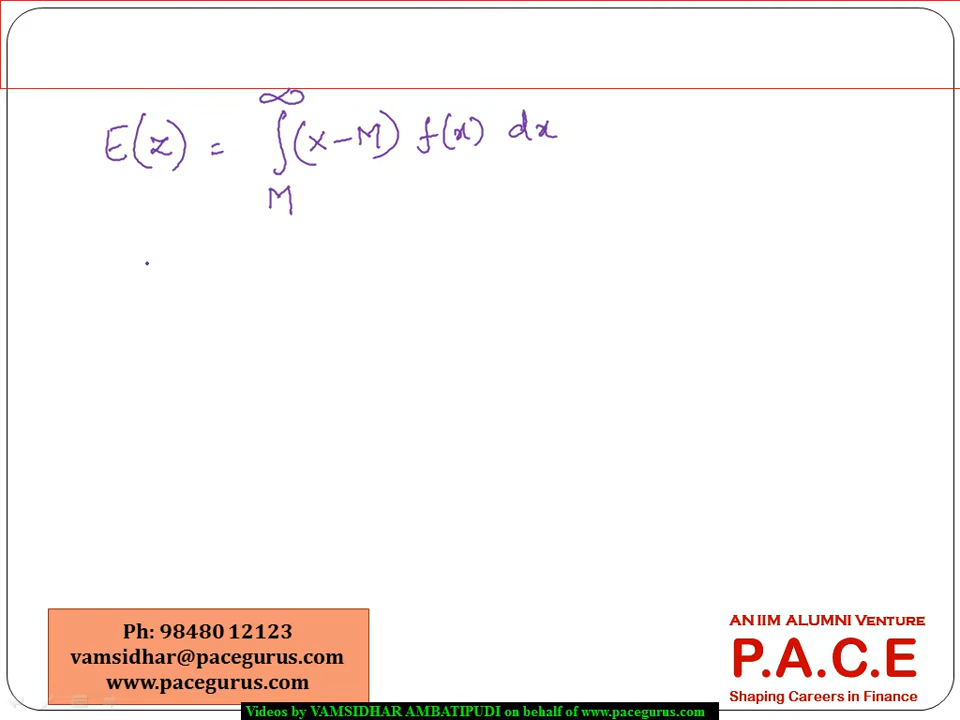 E(z) = ∫_M^∞ (x-M) f(x) dx
Ph: 98480 12123
vamsidhar@pacegurus.com
www.pacegurus.com
AN IIM ALUMNI VENTURE
P.A.C.E
Shaping Careers in Finance
Videos by VAMSIDHAR AMBATIPUDI on behalf of www.pacegurus.com